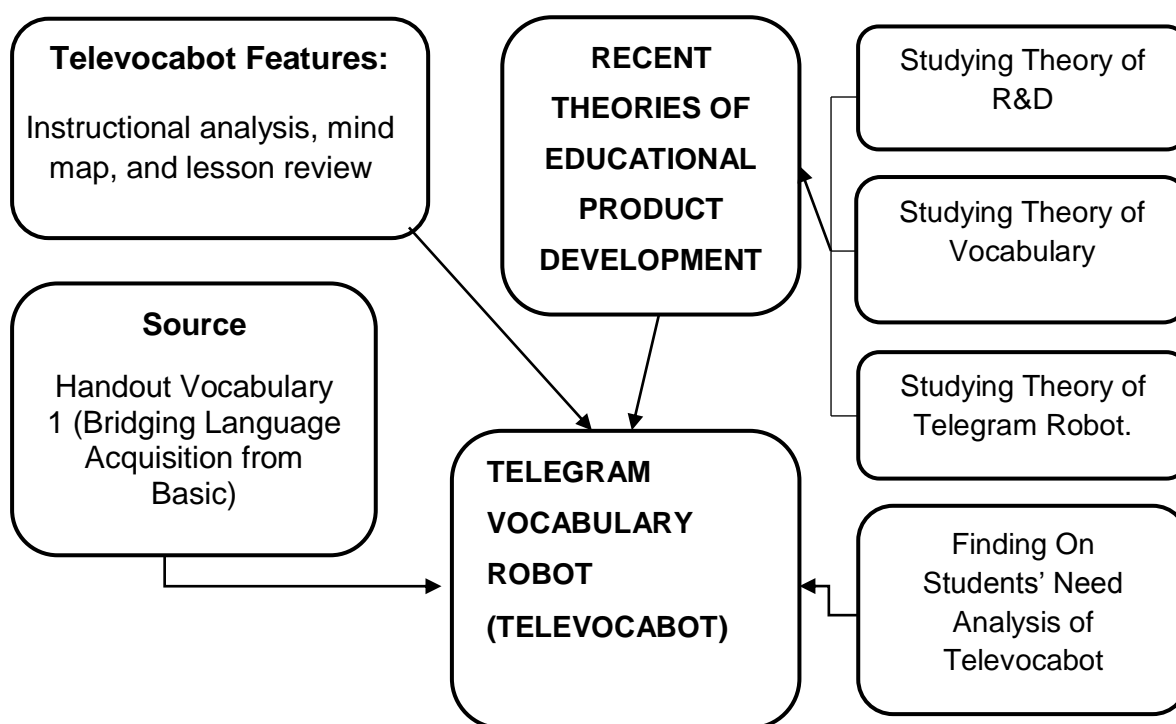 Televocabot Features:
Instructional analysis, mind
map, and lesson review
RECENT
THEORIES OF
EDUCATIONAL
PRODUCT
DEVELOPMENT
Studying Theory of
R&D
Studying Theory of
Vocabulary
Studying Theory of
Telegram Robot.
Source
Handout Vocabulary
1 (Bridging Language
Acquisition from
Basic)
TELEGRAM
VOCABULARY
ROBOT
(TELEVOCABOT)
Finding On
Students’ Need
Analysis of
Televocabot